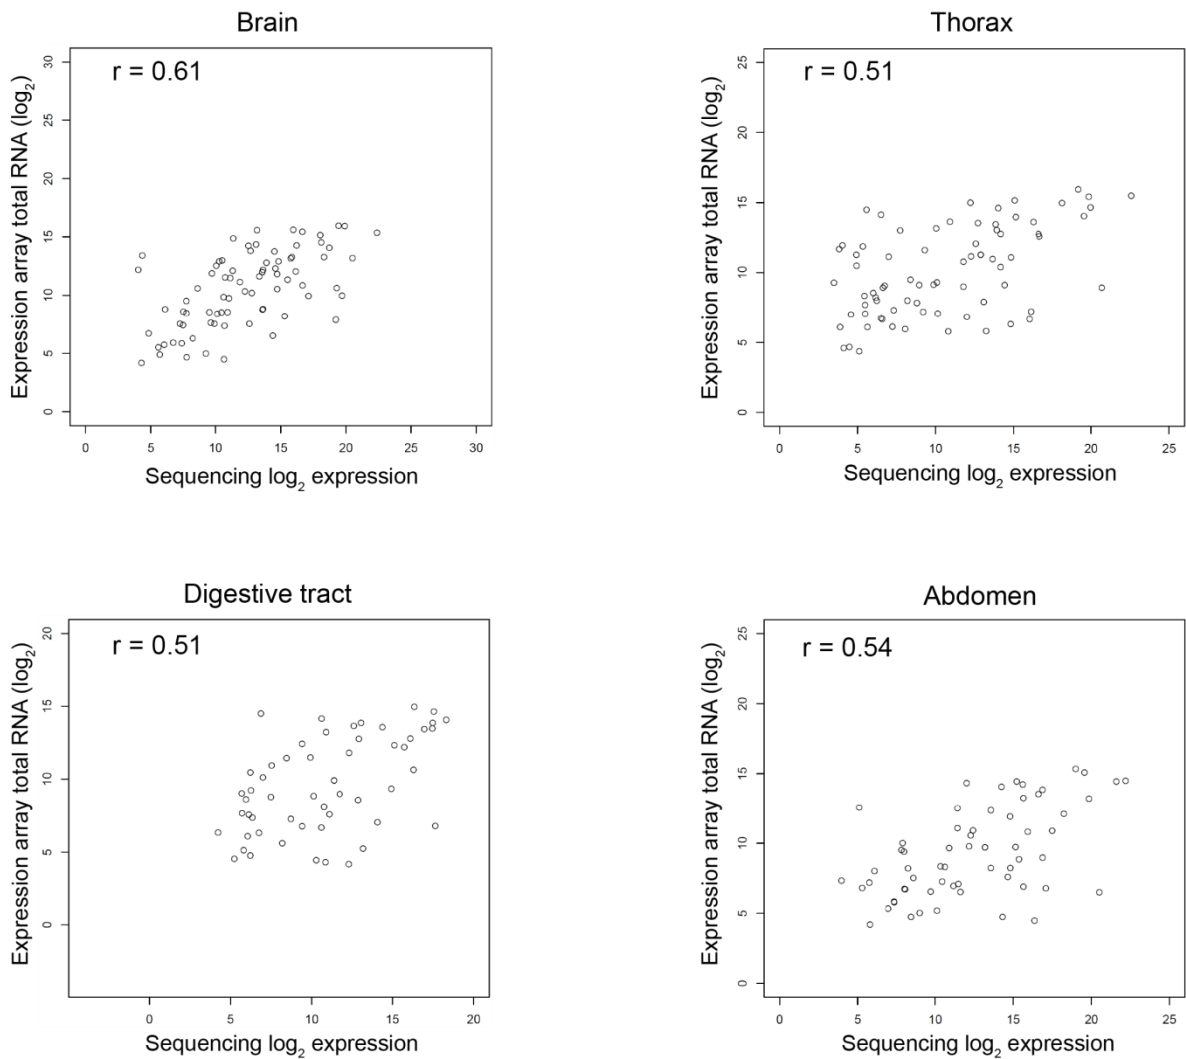 Brain
r = 0.61
Expression array total RNA (log2)
30
25
20
15
10
5
0
0 5 10 15 20 25 30
Sequencing log2 expression
Thorax
r = 0.51
Expression array total RNA (log2)
25
20
15
10
5
0
0 5 10 15 20 25
Sequencing log2 expression
Digestive tract
r = 0.51
Expression array total RNA (log2)
20
15
10
5
0
0 5 10 15 20
Sequencing log2 expression
Abdomen
r = 0.54
Expression array total RNA (log2)
25
20
15
10
5
0
0 5 10 15 20 25
Sequencing log2 expression